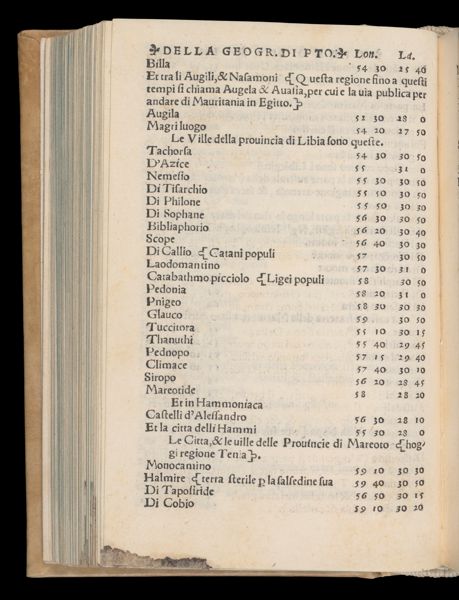 DELLA GEOGR. DI PTO. Lon. La.
Billa 54 30 25 40
Et tra li Augili, & Nasamoni {Questa regione fino a questi
tempi si chiama Augela & Auasia, per cui e la uia publica per
andare di Mauritania in Egitto.}
Augila 52 30 28 0
Magri luogo 54 20 27 50
Le Ville della prouincia di Libia sono queste.
Tachorsa 54 30 30 50
D'Azice 55 31 0
Nemesio 55 30 30 50
Di Tisarchio 55 50 30 50
Di Philone 55 50 30 30
Di Sophane 56 30 30 50
Bibliaphorio 56 20 30 40
Scope 56 40 30 30
Di Callio {Catani populi 57 30 50
Laodomantino 57 30 31 0
Catabathmo picciolo {Ligei populi 58 30 50
Pedonia 58 20 31 0
Pnigeo 58 30 30 30
Glauco 59 30 50
Tuccitora 55 10 30 15
Thanuthi 55 40 29 45
Pednopo 57 15 29 40
Climace 57 40 30 10
Siropo 56 20 28 45
Mareotide 58 28 20
Et in Hammoniaca
Castelli d'Alessandro 56 30 28 10
Et la citta delli Hammi 55 30 28 0
Le Citta, & le uille delle Prouincie di Mareoto {hog-
gi regione Tenia}.
Monocamino 59 10 30 30
Halmire {terra sterile ꝑ la salsedine sua 59 40 30 50
Di Taposiride 56 50 30 15
Di Cobio 59 10 30 20